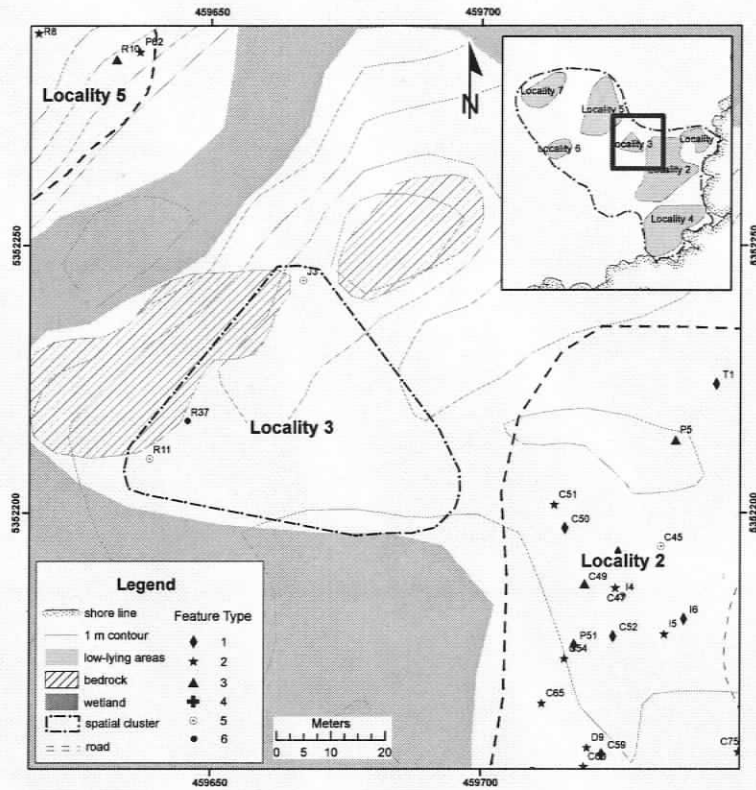 459650
459700
R8
R10
P62
Locality 5
N
Locality 7
Locality 5
Locality 6
Locality 3
Locality
Locality 2
Locality 4
5352250
5352250
J3
T1
R37
Locality 3
R11
P5
C51
C50
C45
5352200
5352200
Locality 2
C49
I4
C47
I6
C52
I5
P51
C54
C65
D9
C59
C75
Legend
shore line
1 m contour
low-lying areas
bedrock
wetland
spatial cluster
road
Feature Type
1
2
3
4
5
6
Meters
0 5 10 20
459650
459700